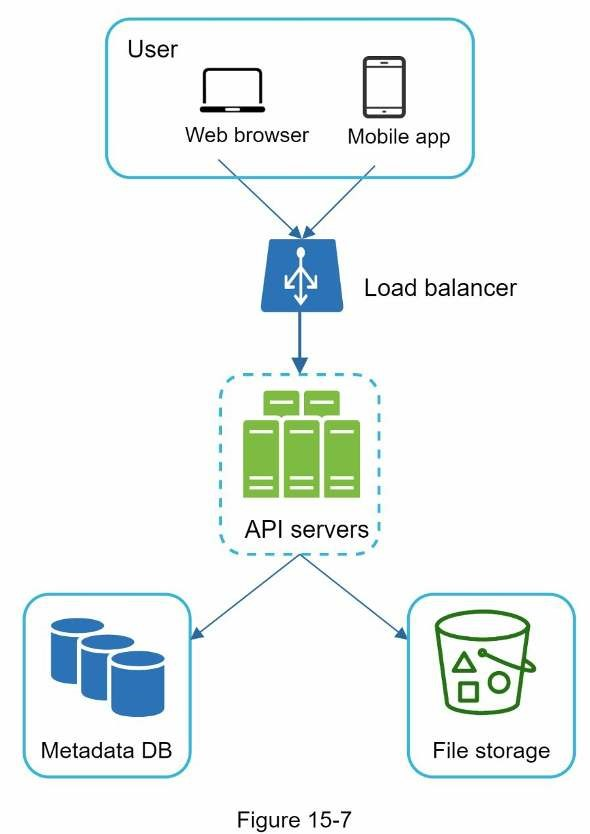 User
Web browser
Mobile app
Load balancer
API servers
Metadata DB
File storage
Figure 15-7